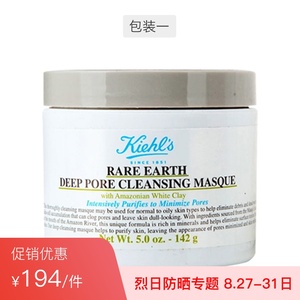 包装一
Kiehl's
SINCE 1851
RARE EARTH
DEEP PORE CLEANSING MASQUE
with Amazonian White Clay
Intensively Purifies to Minimize Pores
Net Wt. 5.0 oz. - 142 g
促销优惠
¥194/件
烈日防晒专题 8.27-31日